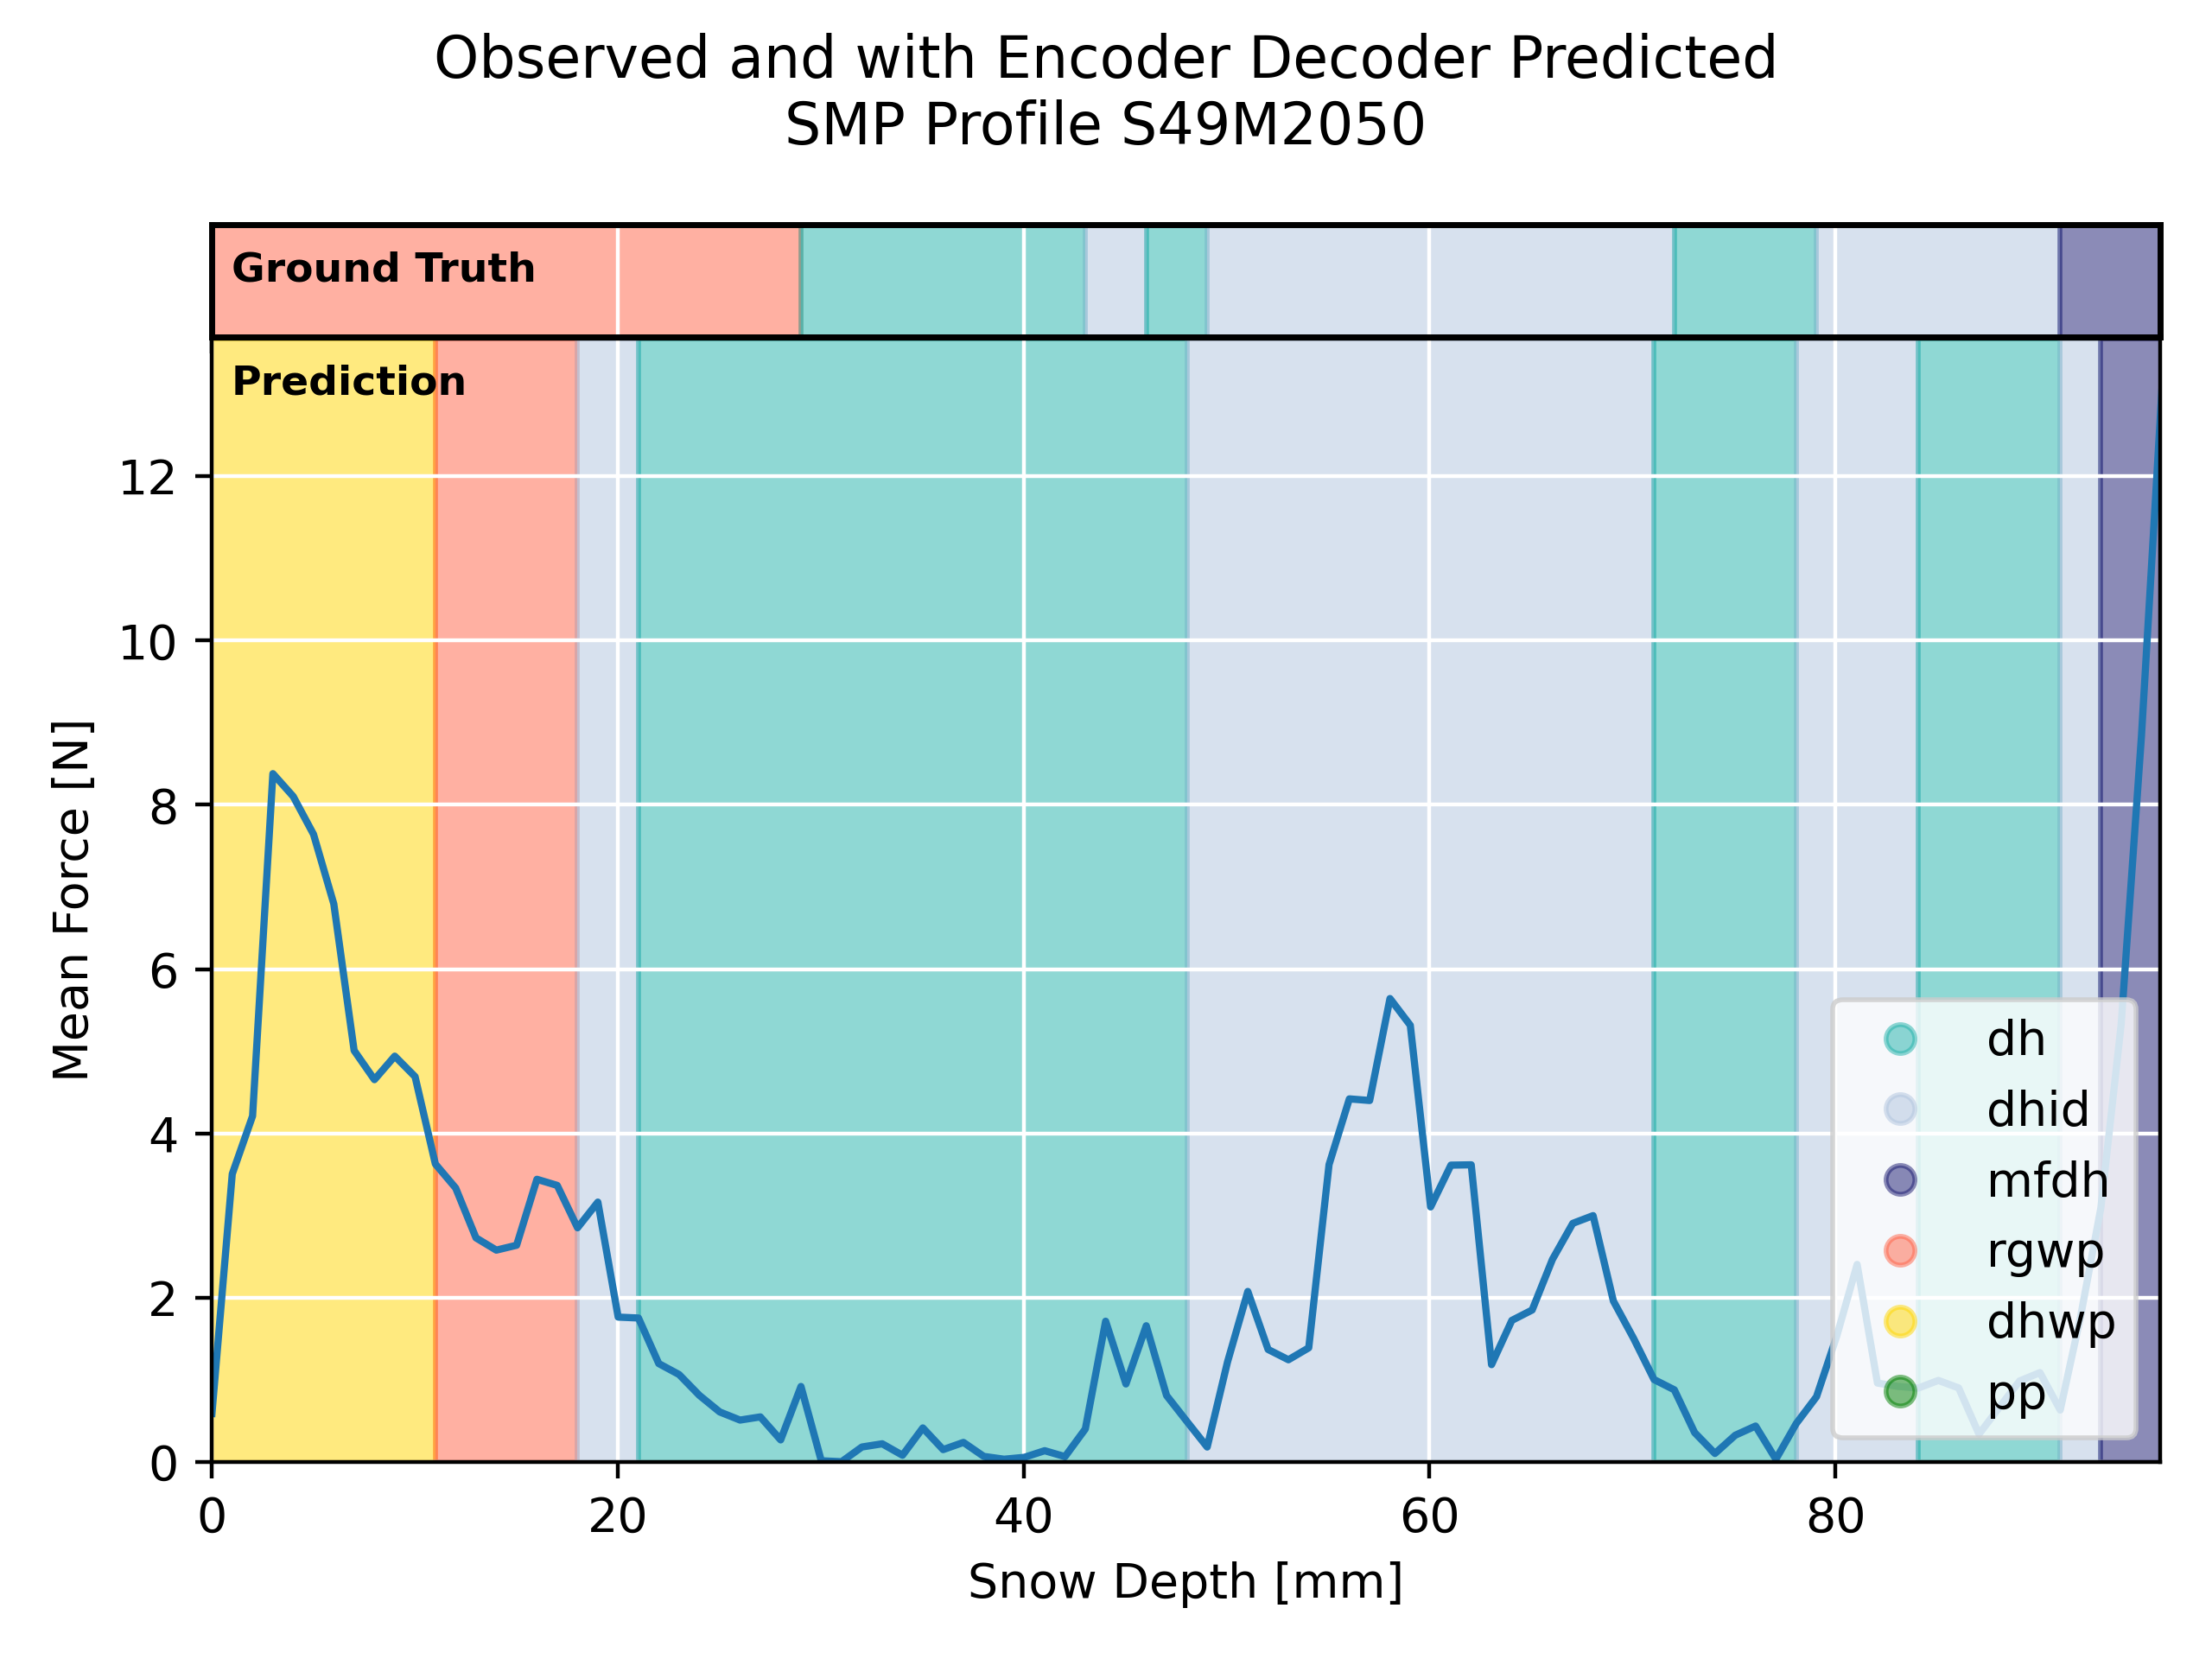 Observed and with Encoder Decoder Predicted
SMP Profile S49M2050
Ground Truth
Prediction
12
10
8
6
4
2
0
Mean Force [N]
dh
dhid
mfdh
rgwp
dhwp
pp
0 20 40 60 80
Snow Depth [mm]